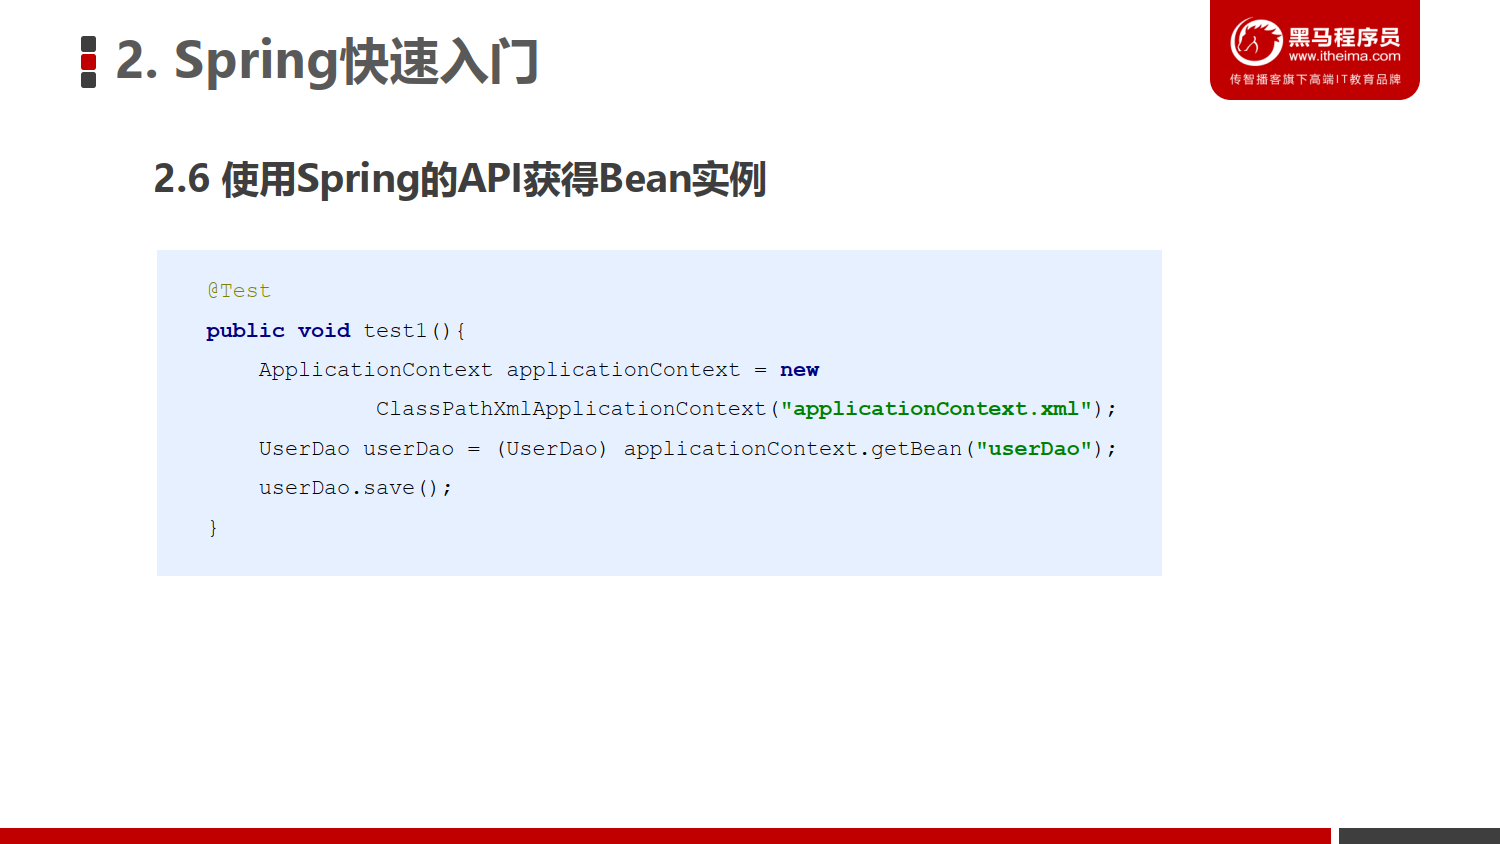 2. Spring快速入门
黑马程序员
www.itheima.com
传智播客旗下高端IT教育品牌
2.6 使用Spring的API获得Bean实例
@Test
public void test1(){
    ApplicationContext applicationContext = new
             ClassPathXmlApplicationContext("applicationContext.xml");
    UserDao userDao = (UserDao) applicationContext.getBean("userDao");
    userDao.save();
}